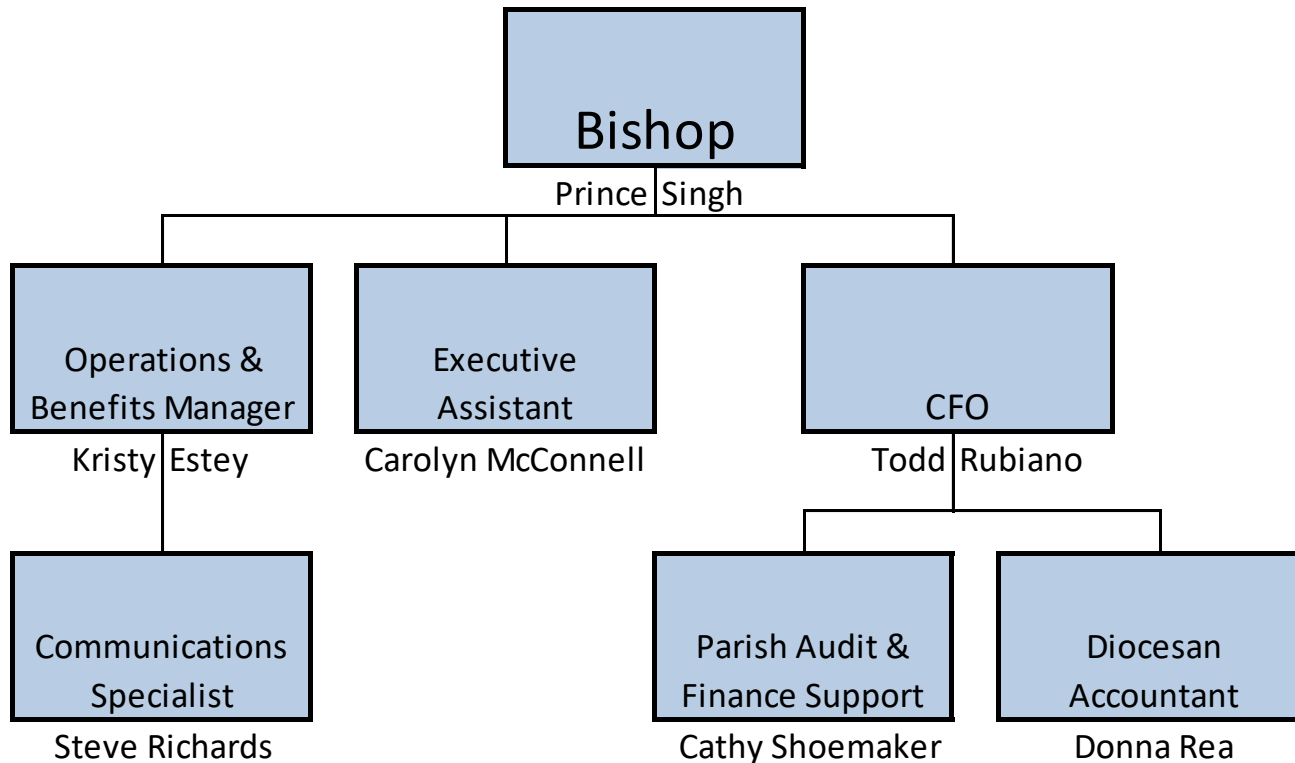 Bishop
Prince Singh
Operations &
Benefits Manager
Kristy Estey
Executive
Assistant
Carolyn McConnell
CFO
Todd Rubiano
Communications
Specialist
Steve Richards
Parish Audit &
Finance Support
Cathy Shoemaker
Diocesan
Accountant
Donna Rea